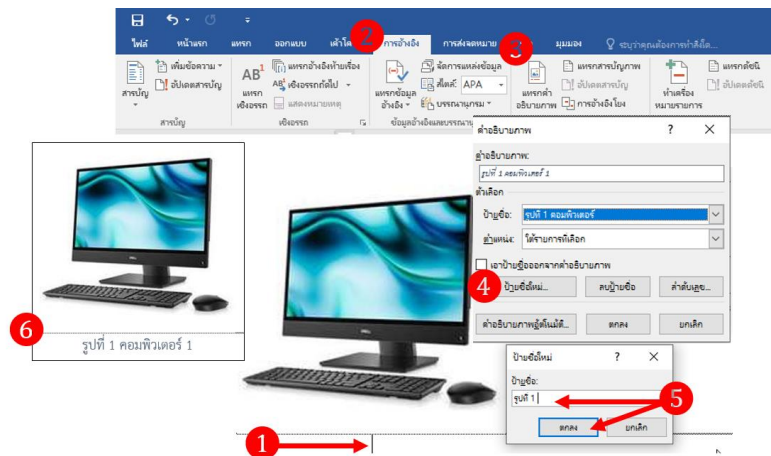 ไฟล์ หน้าแรก แทรก ออกแบบ เค้าโค 2 การอ้างอิง การส่งจดหมาย 3 มุมมอง ระบุว่าคุณต้องการทำสิ่งใด...
สารบัญ
เพิ่มข้อความ
อัปเดตสารบัญ
สารบัญ
AB1
แทรก
เชิงอรรถ
แทรกอ้างอิงท้ายเรื่อง
เชิงอรรถถัดไป
แสดงหมายเหตุ
เชิงอรรถ
แทรกข้อมูล
อ้างอิง
จัดการแหล่งข้อมูล
สไตล์: APA
บรรณานุกรม
ข้อมูลอ้างอิงและบรรณานุ
แทรกคำ
อธิบายภาพ
แทรกสารบัญภาพ
อัปเดตสารบัญ
การอ้างอิงโยง
ทำเครื่อง
หมายรายการ
แทรกดัชนี
อัปเดตดัชนี
คำอธิบายภาพ ? ×
คำอธิบายภาพ:
รูปที่ 1 คอมพิวเตอร์ 1
ตัวเลือก
ป้ายชื่อ: รูปที่ 1 คอมพิวเตอร์
ตำแหน่ง: ใต้รายการที่เลือก
เอาป้ายชื่อออกจากคำอธิบายภาพ
4 ป้ายชื่อใหม่... ลบป้ายชื่อ ลำดับเลข...
คำอธิบายภาพอัตโนมัติ... ตกลง ยกเลิก
DELL
6
รูปที่ 1 คอมพิวเตอร์ 1
ป้ายชื่อใหม่ ? ×
ป้ายชื่อ:
รูปที่ 1
5
ตกลง ยกเลิก
1